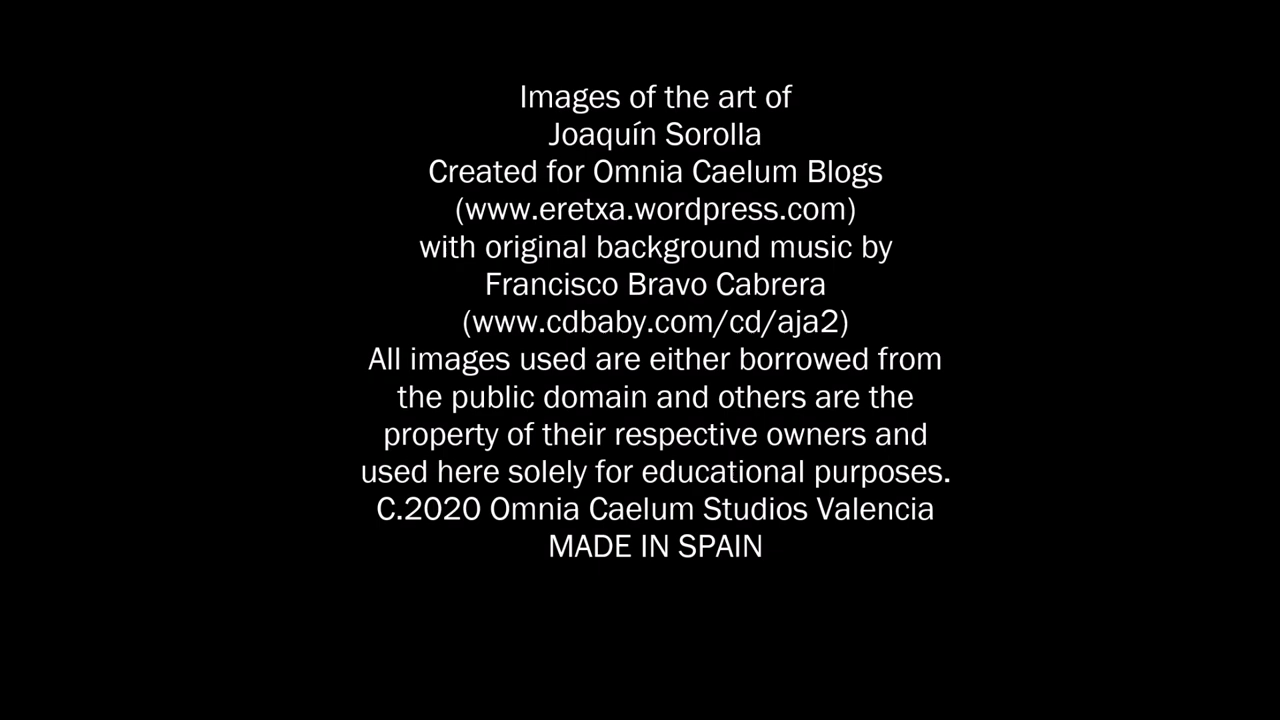 Images of the art of
Joaquín Sorolla
Created for Omnia Caelum Blogs
(www.eretxa.wordpress.com)
with original background music by
Francisco Bravo Cabrera
(www.cdbaby.com/cd/aja2)
All images used are either borrowed from
the public domain and others are the
property of their respective owners and
used here solely for educational purposes.
C.2020 Omnia Caelum Studios Valencia
MADE IN SPAIN